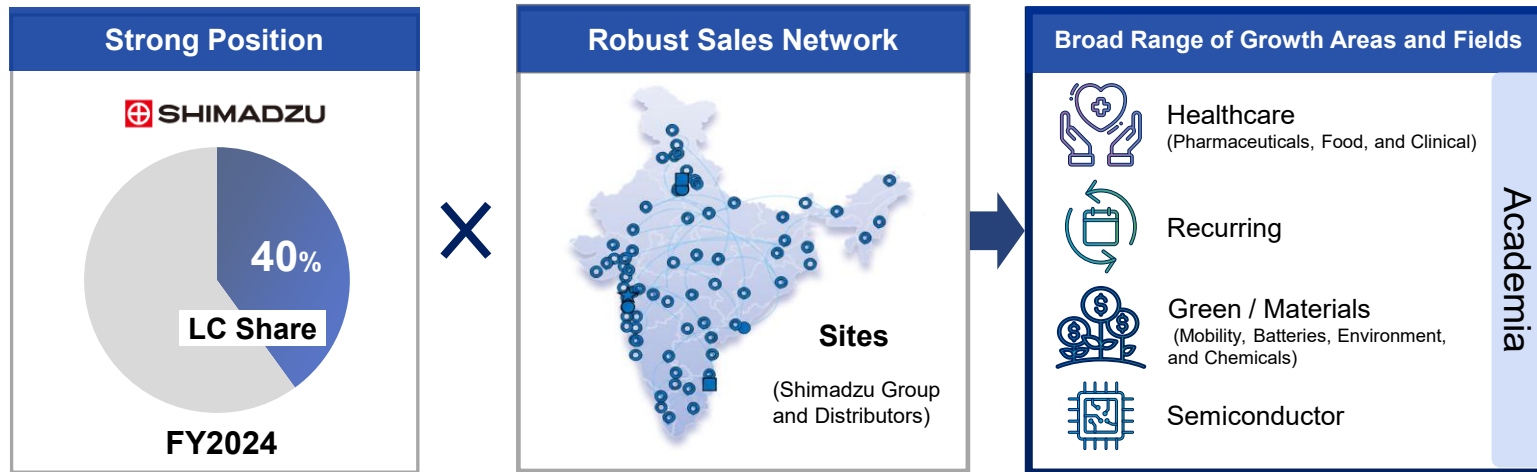 Strong Position
SHIMADZU
40%
LC Share
FY2024
Robust Sales Network
Sites
(Shimadzu Group
and Distributors)
Broad Range of Growth Areas and Fields
Healthcare
(Pharmaceuticals, Food, and Clinical)
Recurring
Green / Materials
(Mobility, Batteries, Environment,
and Chemicals)
Semiconductor
Academia